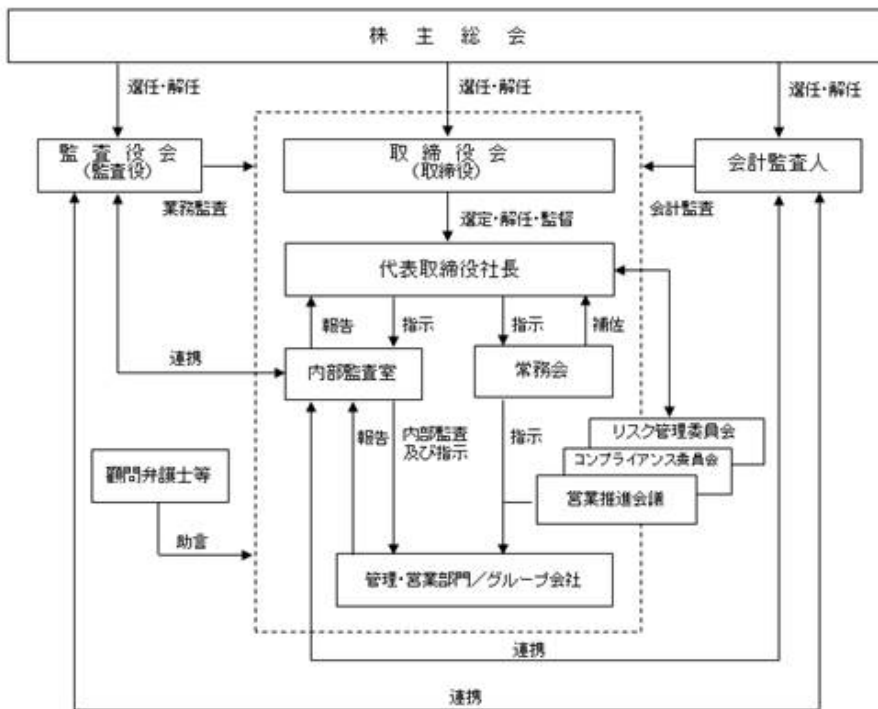 株主総会
選任・解任
選任・解任
選任・解任
監査役会
(監査役)
取締役会
(取締役)
会計監査人
業務監査
会計監査
選定・解任・監督
代表取締役社長
報告
指示
指示
補佐
連携
内部監査室
常務会
報告
内部監査
及び指示
指示
リスク管理委員会
コンプライアンス委員会
営業推進会議
顧問弁護士等
助言
管理・営業部門/グループ会社
連携
連携